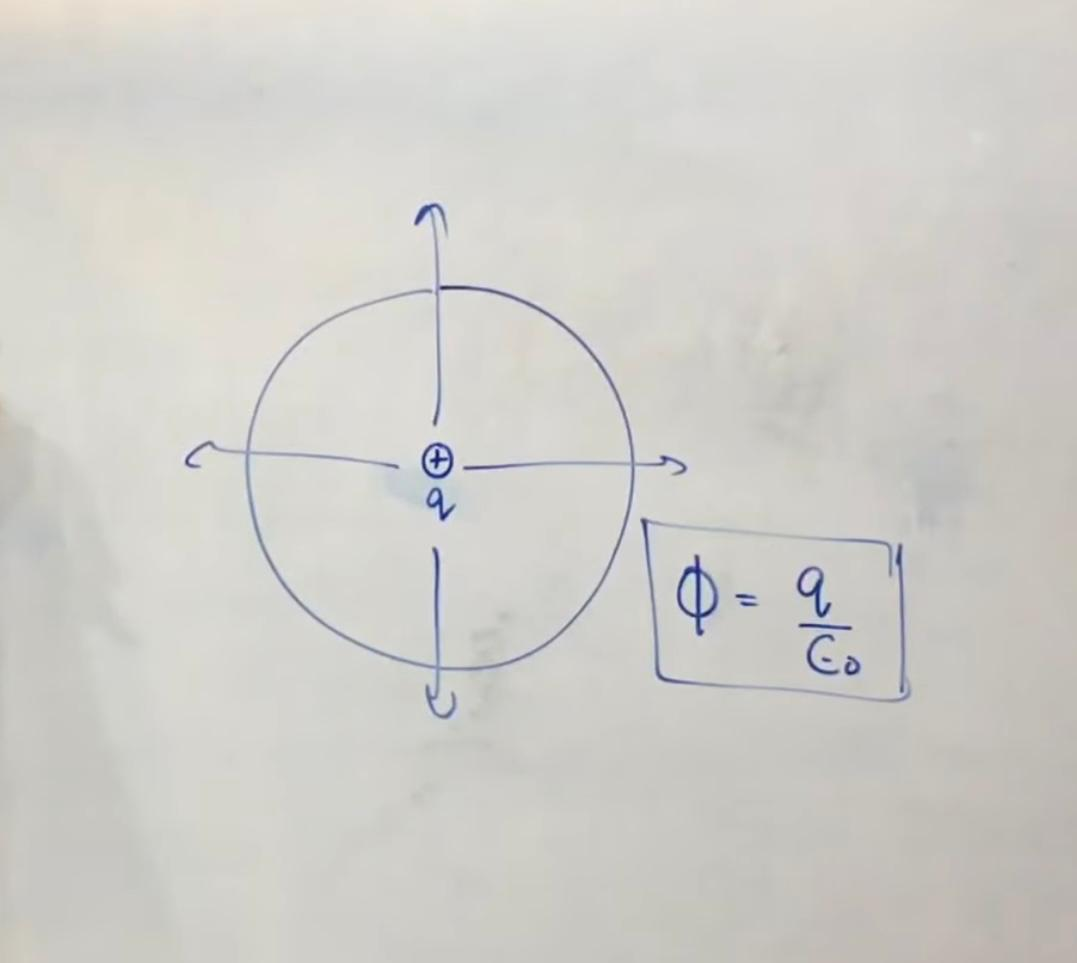 ⊕
q
ϕ = q/ϵ₀